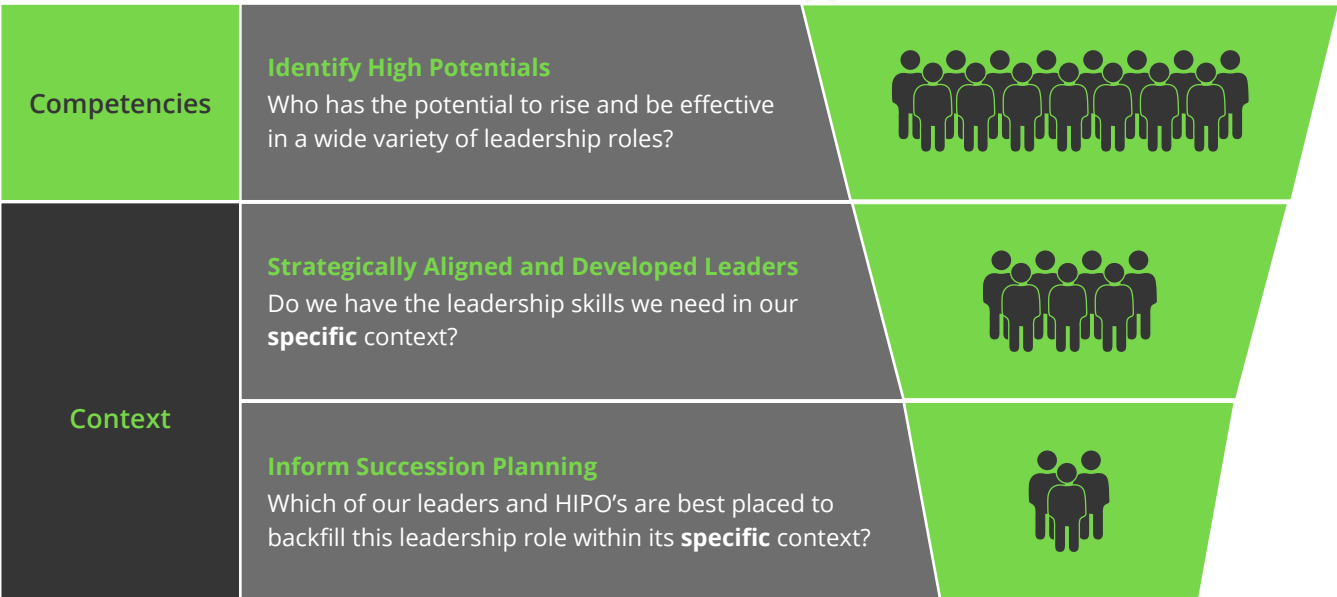 Competencies
Identify High Potentials
Who has the potential to rise and be effective
in a wide variety of leadership roles?
Context
Strategically Aligned and Developed Leaders
Do we have the leadership skills we need in our
specific context?
Inform Succession Planning
Which of our leaders and HIPO’s are best placed to
backfill this leadership role within its specific context?